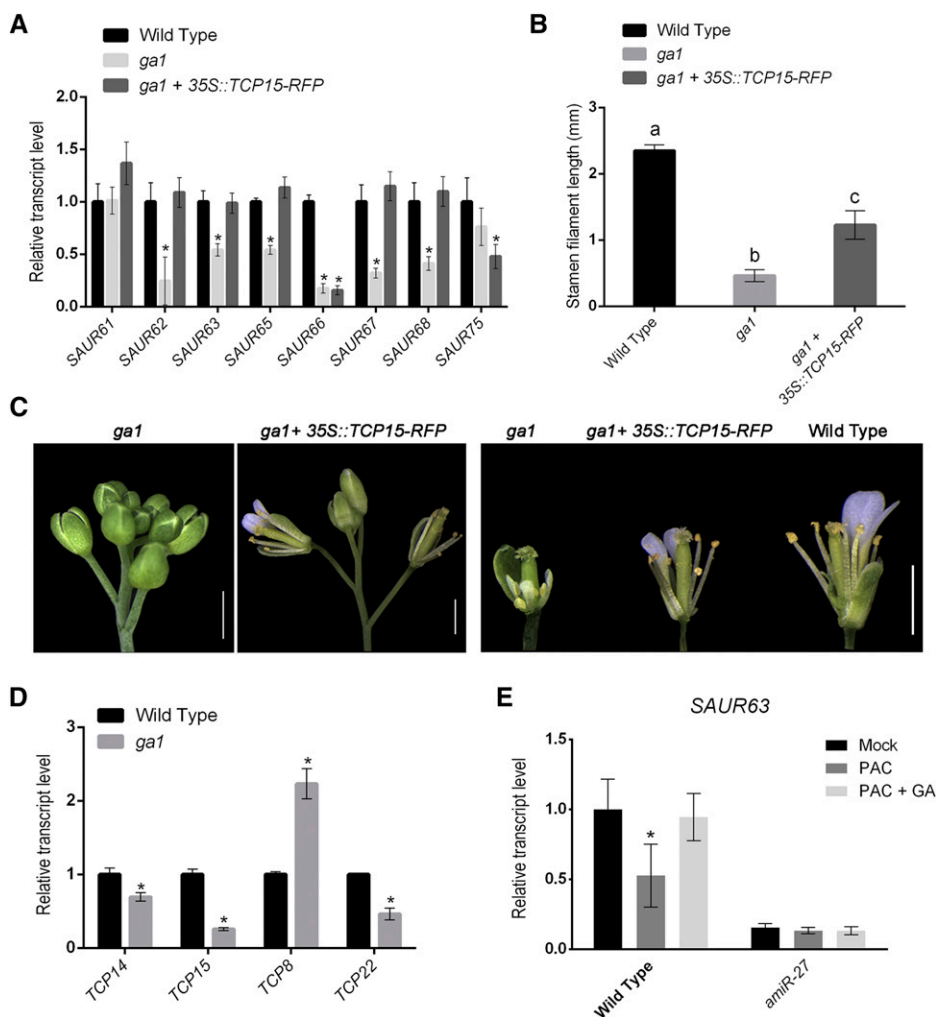 A
Wild Type
ga1
ga1 + 35S::TCP15-RFP
Relative transcript level
2.0
1.5
1.0
0.5
0.0
*
*
*
*
*
*
*
*
SAUR61
SAUR62
SAUR63
SAUR65
SAUR66
SAUR67
SAUR68
SAUR75
B
Wild Type
ga1
ga1 + 35S::TCP15-RFP
Stamen filament length (mm)
3
2
1
0
a
b
c
Wild Type
ga1
ga1 +
35S::TCP15-RFP
C
ga1
ga1+ 35S::TCP15-RFP
ga1
ga1+ 35S::TCP15-RFP
Wild Type
D
Wild Type
ga1
Relative transcript level
3
2
1
0
*
*
*
*
TCP14
TCP15
TCP8
TCP22
E
SAUR63
Mock
PAC
PAC + GA
Relative transcript level
1.5
1.0
0.5
0.0
*
Wild Type
amiR-27